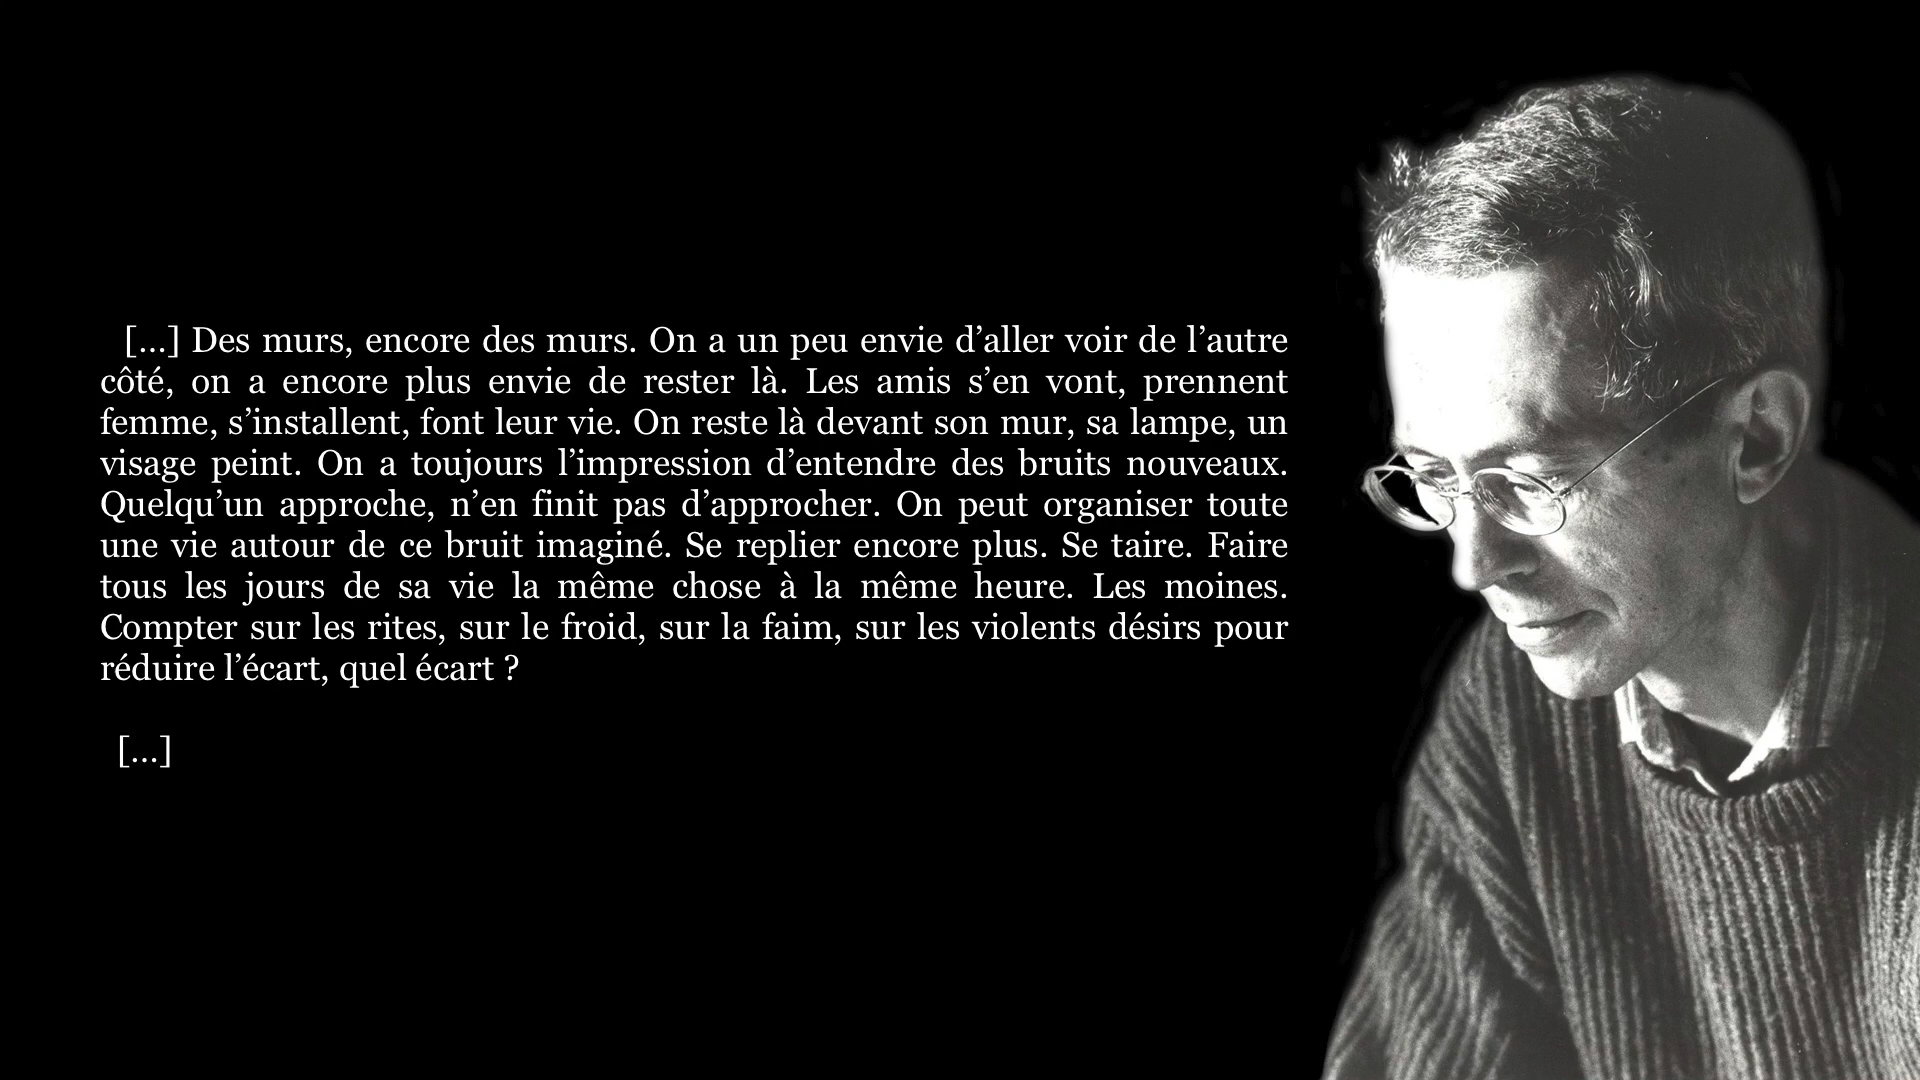 […] Des murs, encore des murs. On a un peu envie d’aller voir de l’autre
côté, on a encore plus envie de rester là. Les amis s’en vont, prennent
femme, s’installent, font leur vie. On reste là devant son mur, sa lampe, un
visage peint. On a toujours l’impression d’entendre des bruits nouveaux.
Quelqu’un approche, n’en finit pas d’approcher. On peut organiser toute
une vie autour de ce bruit imaginé. Se replier encore plus. Se taire. Faire
tous les jours de sa vie la même chose à la même heure. Les moines.
Compter sur les rites, sur le froid, sur la faim, sur les violents désirs pour
réduire l’écart, quel écart ?
[…]